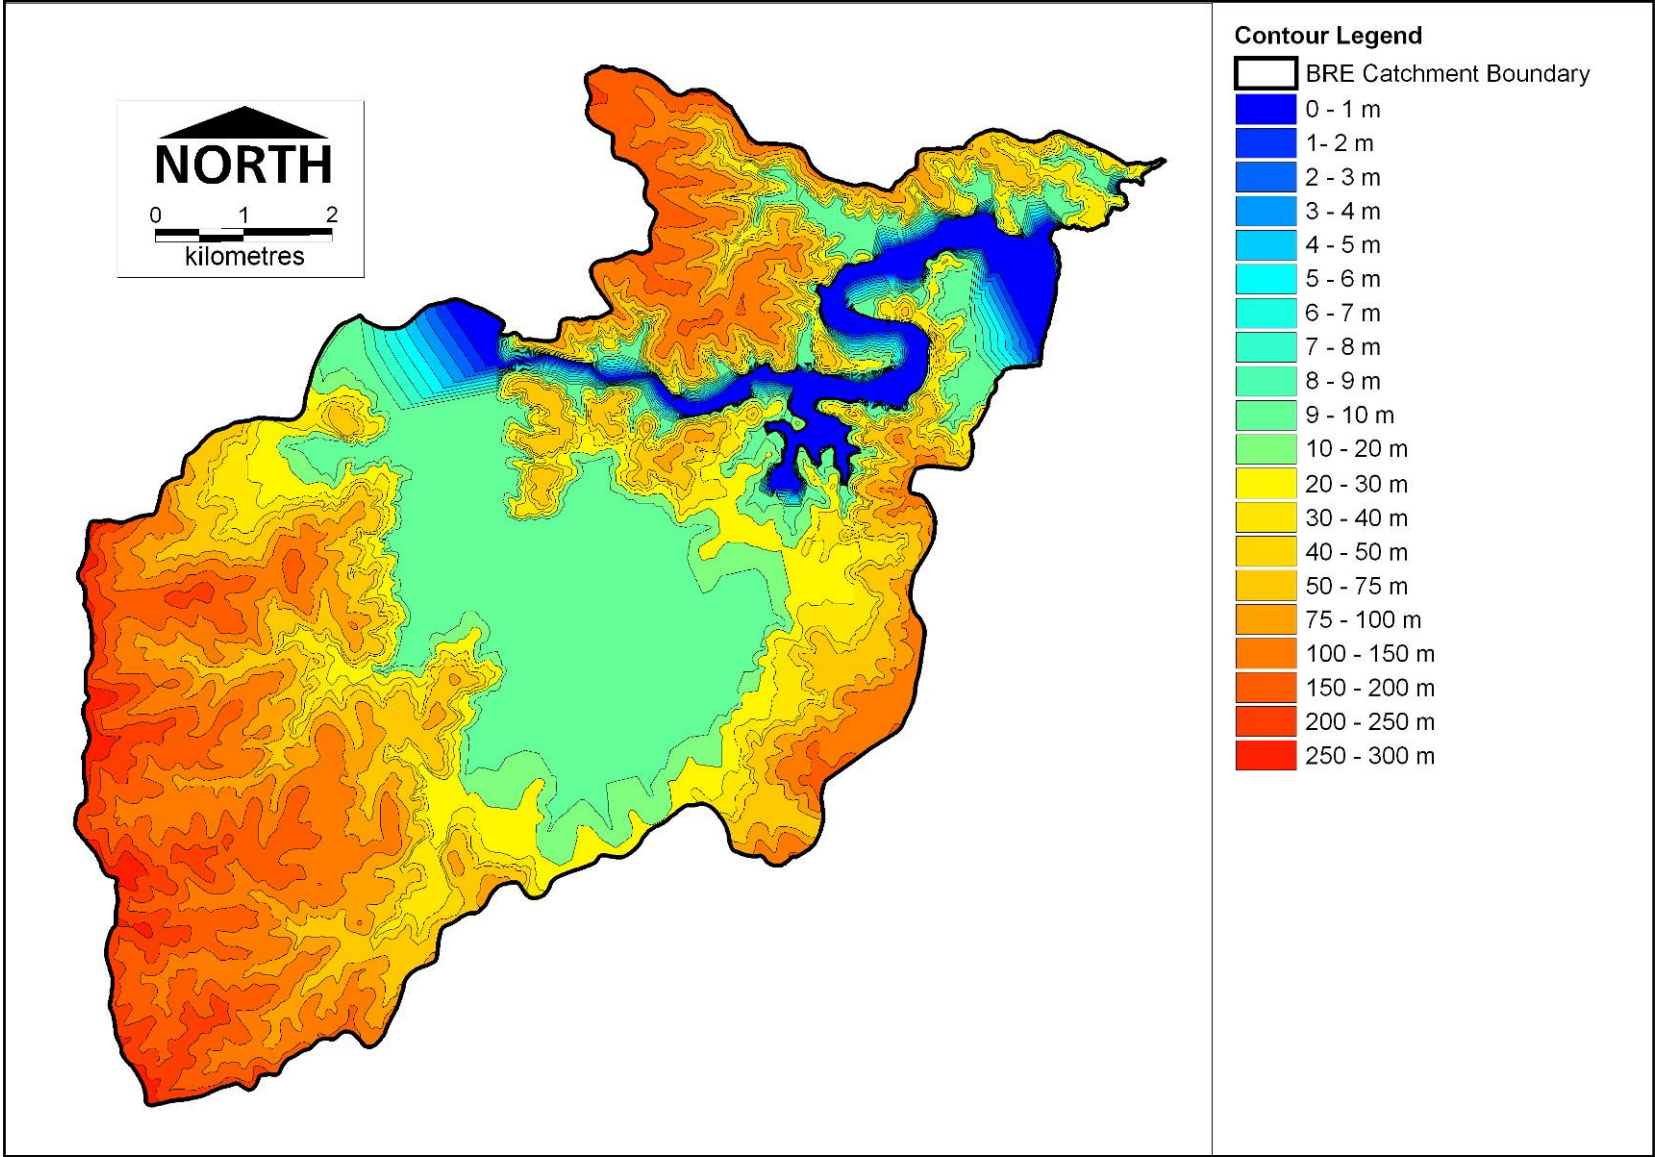 NORTH
0 1 2
kilometres
Contour Legend
BRE Catchment Boundary
0 - 1 m
1- 2 m
2 - 3 m
3 - 4 m
4 - 5 m
5 - 6 m
6 - 7 m
7 - 8 m
8 - 9 m
9 - 10 m
10 - 20 m
20 - 30 m
30 - 40 m
40 - 50 m
50 - 75 m
75 - 100 m
100 - 150 m
150 - 200 m
200 - 250 m
250 - 300 m